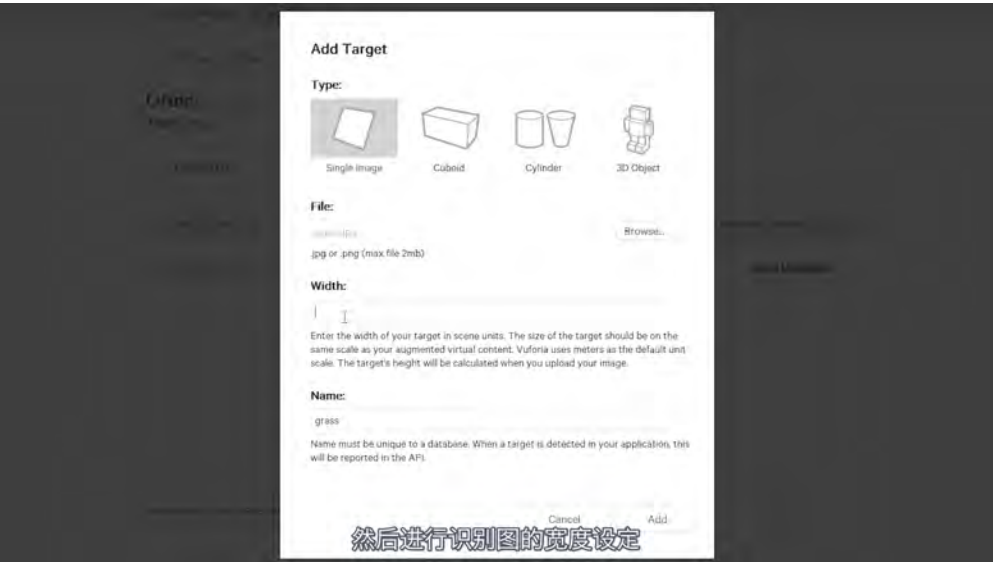 Add Target
Type:
Single Image
Cuboid
Cylinder
3D Object
File:
Browse...
.jpg or .png (max file 2mb)
Width:
Enter the width of your target in scene units. The size of the target should be on the
same scale as your augmented virtual content. Vuforia uses meters as the default unit
scale. The target's height will be calculated when you upload your image.
Name:
grass
Name must be unique to a database. When a target is detected in your application, this
will be reported in the API.
Cancel
Add
然后进行识别图的宽度设定